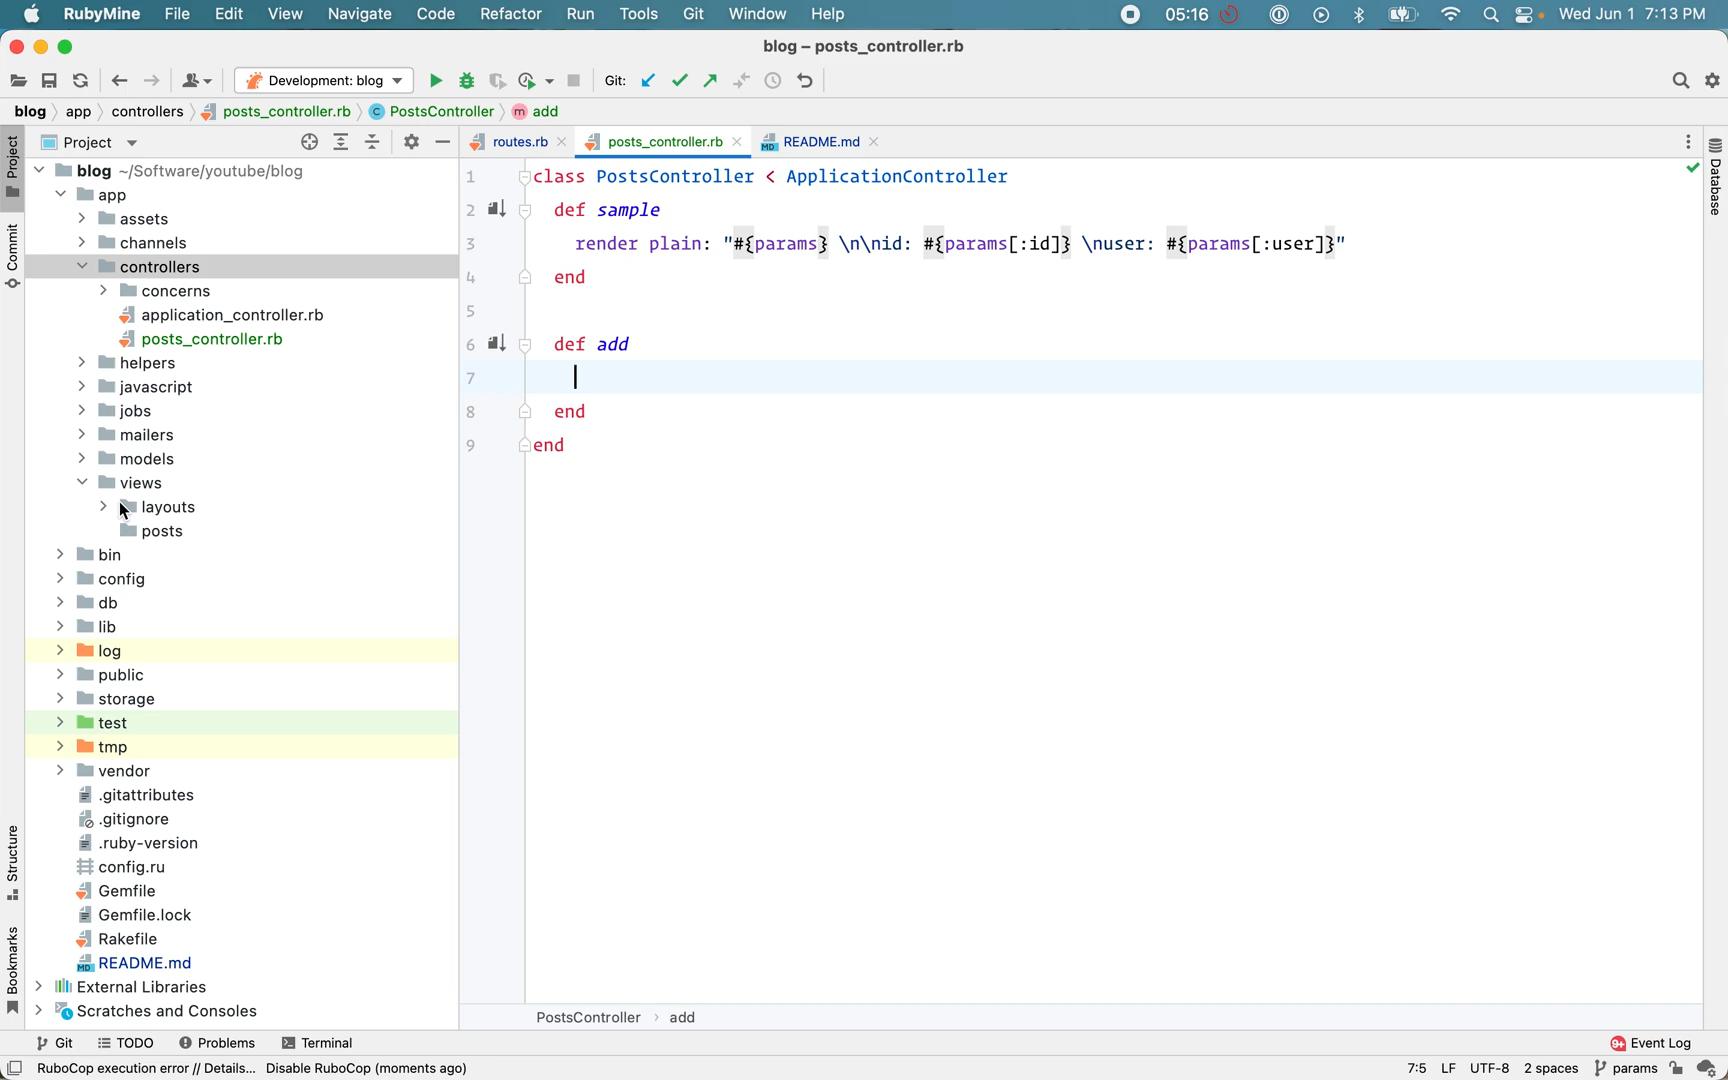 RubyMine File Edit View Navigate Code Refactor Run Tools Git Window Help 05:16 Wed Jun 1 7:13 PM
blog – posts_controller.rb
Development: blog Git:
blog app controllers posts_controller.rb PostsController add
Project routes.rb posts_controller.rb README.md
Project
Commit
Structure
Bookmarks
blog ~/Software/youtube/blog
app
assets
channels
controllers
concerns
application_controller.rb
posts_controller.rb
helpers
javascript
jobs
mailers
models
views
layouts
posts
bin
config
db
lib
log
public
storage
test
tmp
vendor
.gitattributes
.gitignore
.ruby-version
config.ru
Gemfile
Gemfile.lock
Rakefile
README.md
External Libraries
Scratches and Consoles
1 class PostsController < ApplicationController
2 def sample
3 render plain: "#{params} \n\nid: #{params[:id]} \nuser: #{params[:user]}"
4 end
5
6 def add
7
8 end
9 end
Database
PostsController › add
Git TODO Problems Terminal 9+ Event Log
RuboCop execution error // Details... Disable RuboCop (moments ago) 7:5 LF UTF-8 2 spaces params